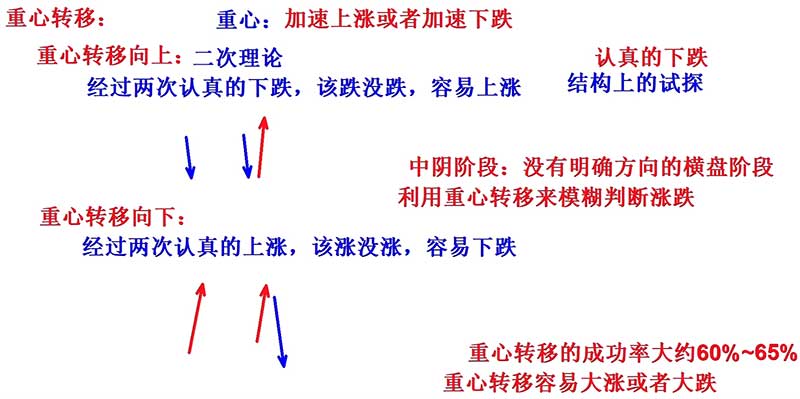 重心转移： 重心：加速上涨或者加速下跌
重心转移向上：二次理论 认真的下跌
经过两次认真的下跌，该跌没跌，容易上涨 结构上的试探
中阴阶段：没有明确方向的横盘阶段
利用重心转移来模糊判断涨跌
重心转移向下：
经过两次认真的上涨，该涨没涨，容易下跌
重心转移的成功率大约60%~65%
重心转移容易大涨或者大跌